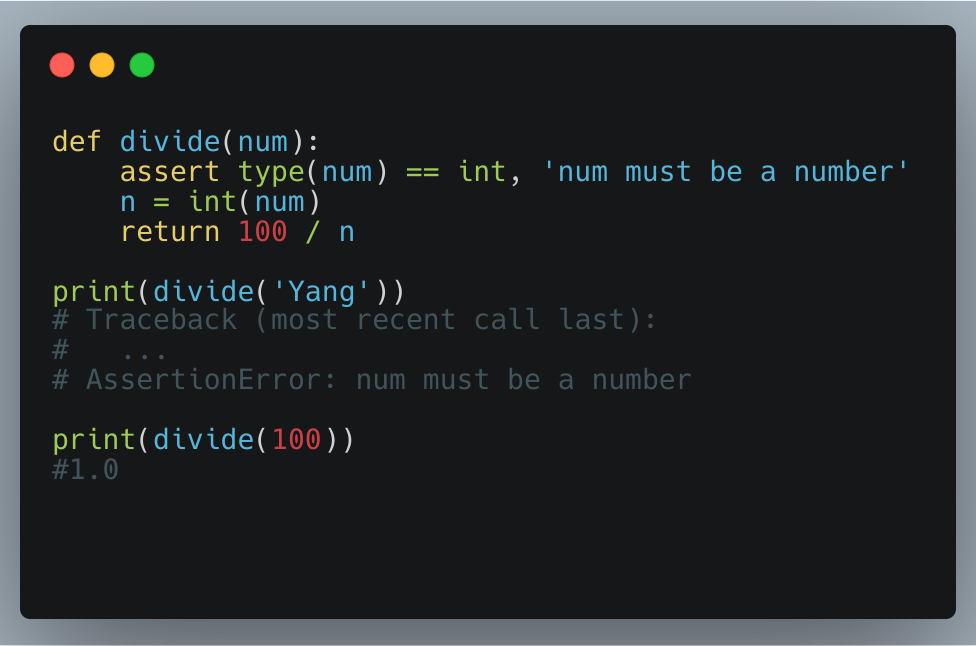 def divide(num):
    assert type(num) == int, 'num must be a number'
    n = int(num)
    return 100 / n

print(divide('Yang'))
# Traceback (most recent call last):
#   ...
# AssertionError: num must be a number

print(divide(100))
#1.0